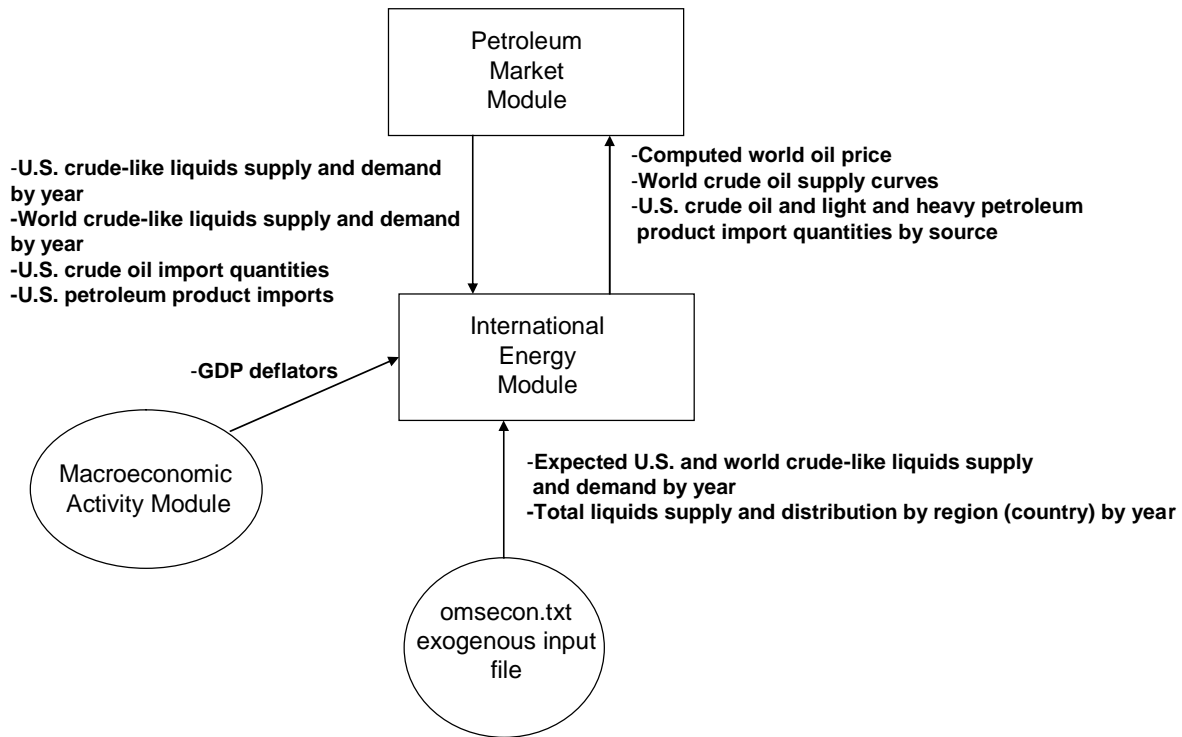 Petroleum
Market
Module
-U.S. crude-like liquids supply and demand
by year
-World crude-like liquids supply and demand
by year
-U.S. crude oil import quantities
-U.S. petroleum product imports
-Computed world oil price
-World crude oil supply curves
-U.S. crude oil and light and heavy petroleum
product import quantities by source
International
Energy
Module
-GDP deflators
Macroeconomic
Activity Module
-Expected U.S. and world crude-like liquids supply
and demand by year
-Total liquids supply and distribution by region (country) by year
omsecon.txt
exogenous input
file